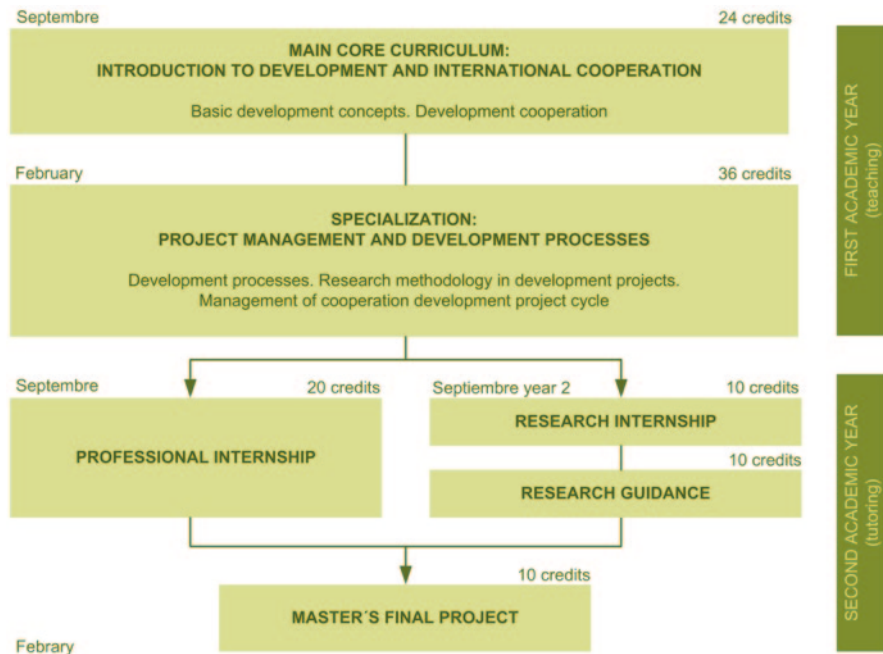 Septembre
24 credits
MAIN CORE CURRICULUM:
INTRODUCTION TO DEVELOPMENT AND INTERNATIONAL COOPERATION
Basic development concepts. Development cooperation
February
36 credits
SPECIALIZATION:
PROJECT MANAGEMENT AND DEVELOPMENT PROCESSES
Development processes. Research methodology in development projects.
Management of cooperation development project cycle
FIRST ACADEMIC YEAR
(teaching)
Septembre
20 credits
PROFESSIONAL INTERNSHIP
Septiembre year 2
10 credits
RESEARCH INTERNSHIP
10 credits
RESEARCH GUIDANCE
10 credits
MASTER´S FINAL PROJECT
Febrary
SECOND ACADEMIC YEAR
(tutoring)